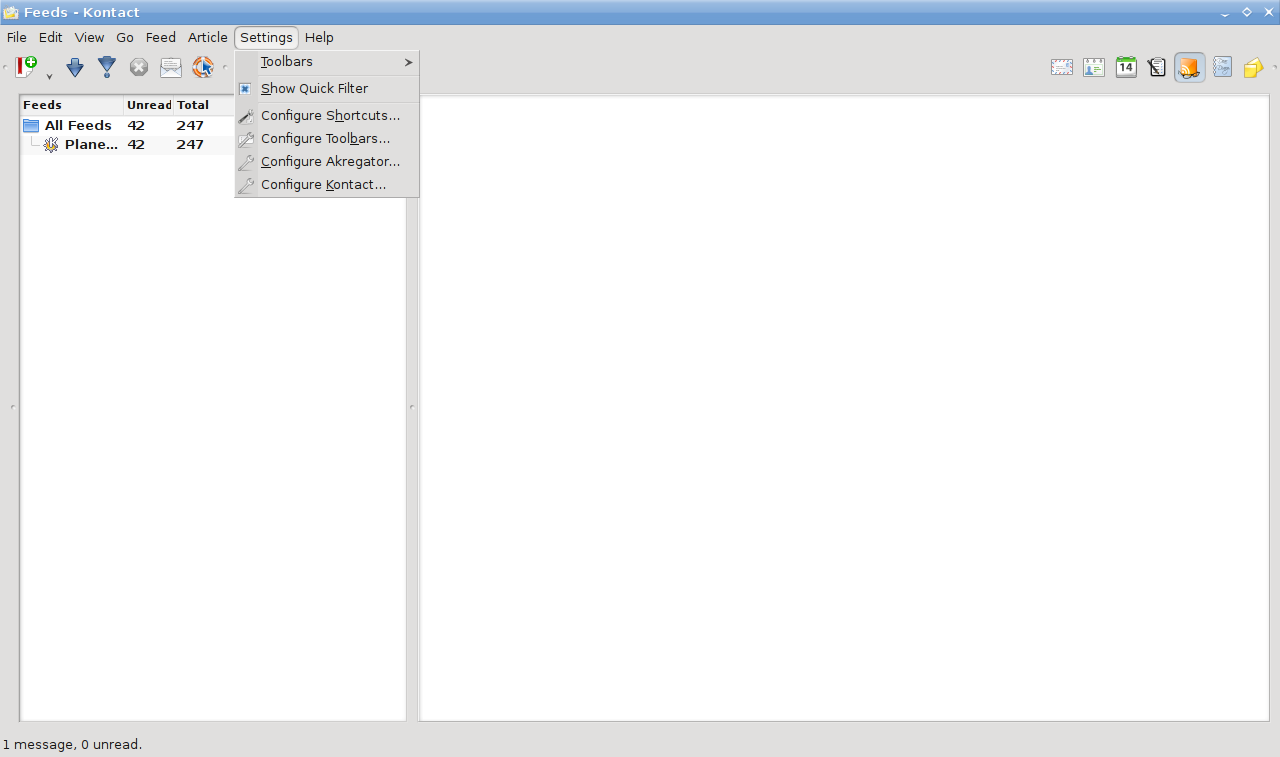 Feeds - Kontact
File Edit View Go Feed Article Settings Help
Toolbars
Show Quick Filter
Configure Shortcuts...
Configure Toolbars...
Configure Akregator...
Configure Kontact...
14
Feeds Unread Total
All Feeds 42 247
Plane... 42 247
1 message, 0 unread.